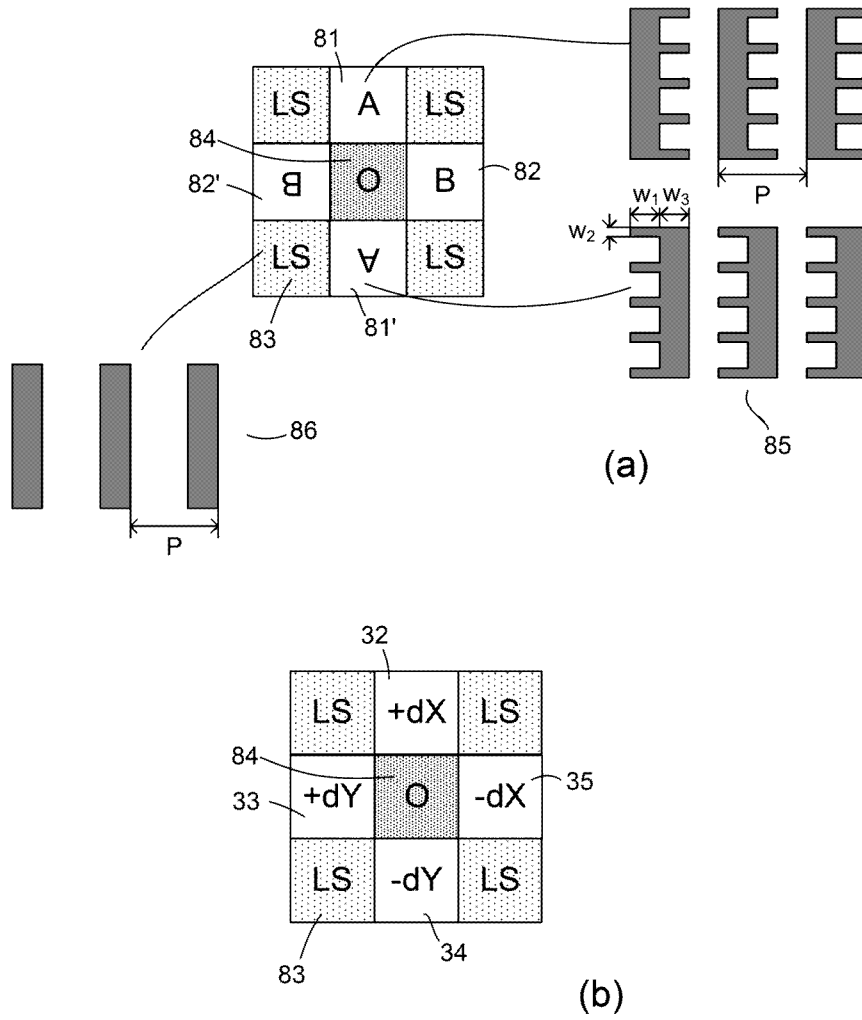 81
LS A LS
84
82' B O B 82
LS A LS
83
81'
P
W1 W3
W2
85
86
P
(a)
32
LS +dX LS
84
+dY O -dX 35
33
LS -dY LS
83
34
(b)